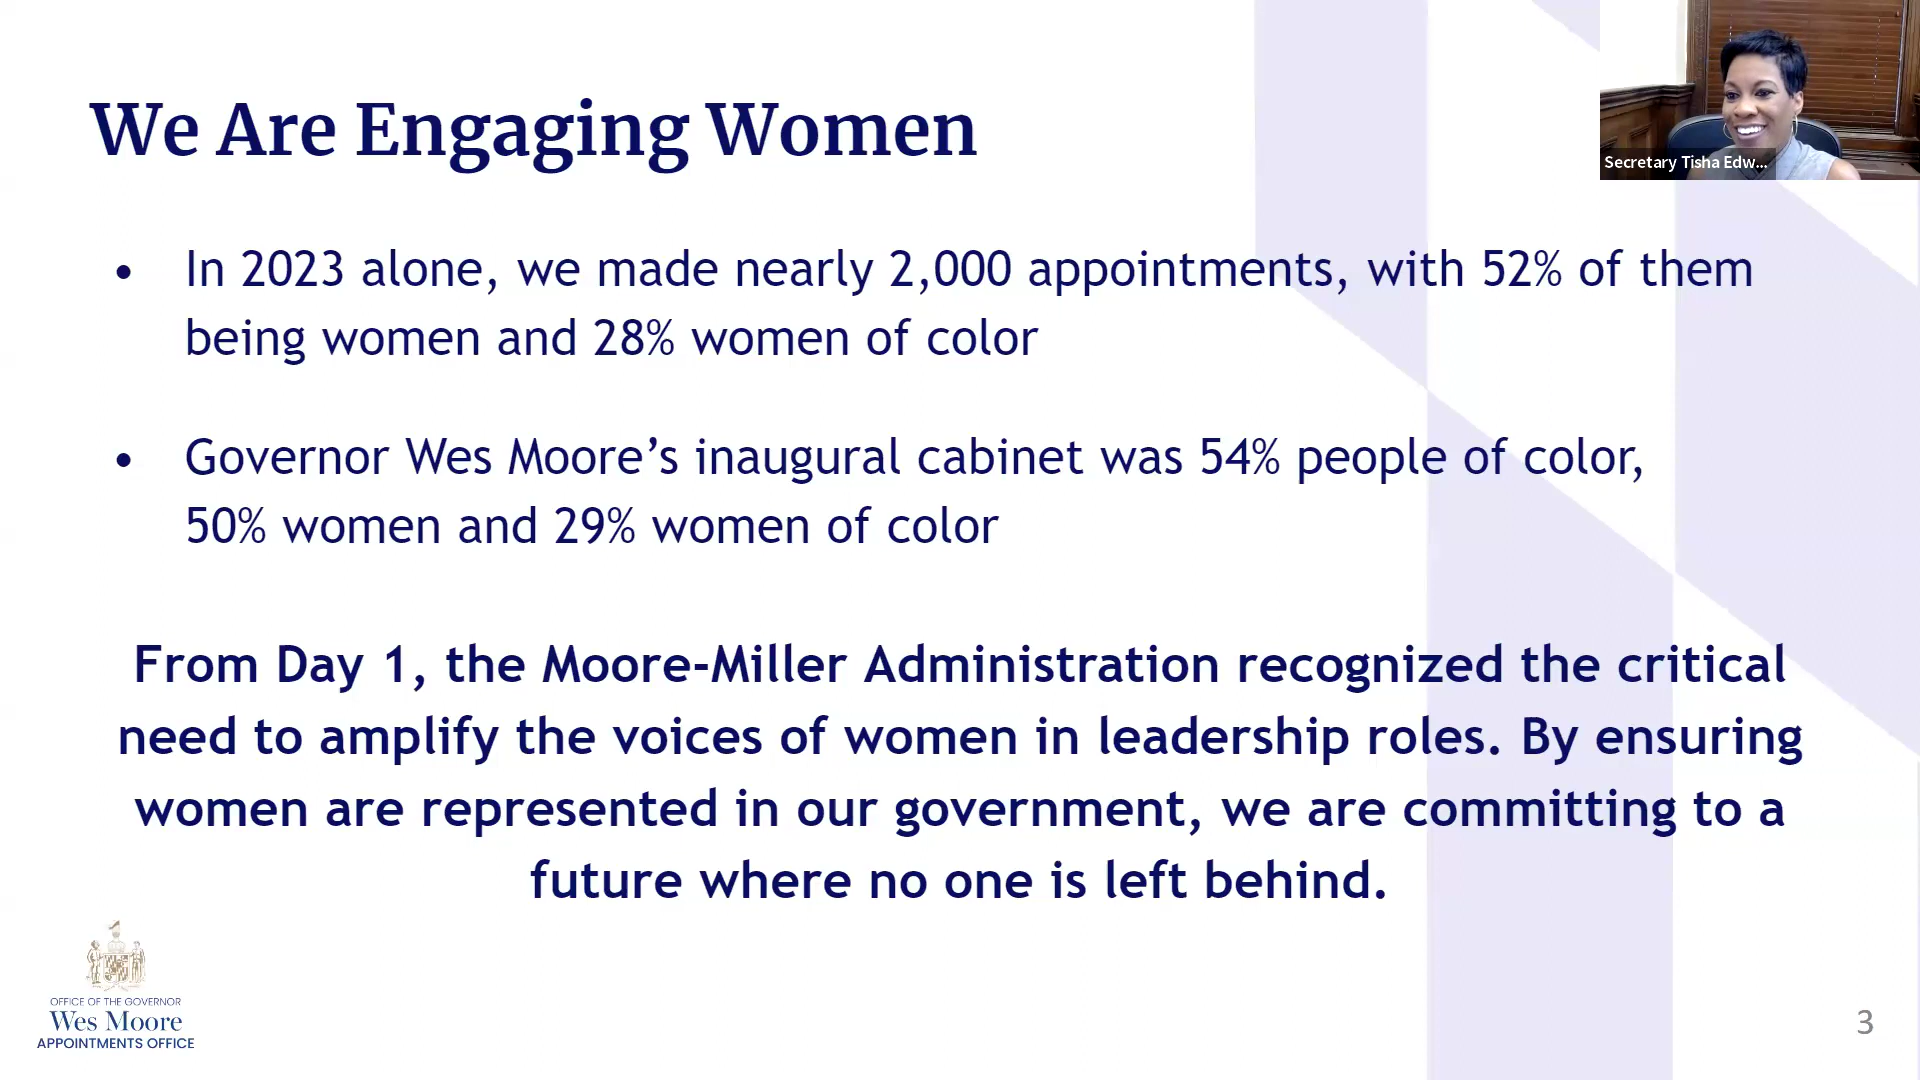 We Are Engaging Women
Secretary Tisha Edw...
• In 2023 alone, we made nearly 2,000 appointments, with 52% of them
being women and 28% women of color
• Governor Wes Moore’s inaugural cabinet was 54% people of color,
50% women and 29% women of color
From Day 1, the Moore-Miller Administration recognized the critical
need to amplify the voices of women in leadership roles. By ensuring
women are represented in our government, we are committing to a
future where no one is left behind.
OFFICE OF THE GOVERNOR
Wes Moore
APPOINTMENTS OFFICE
3